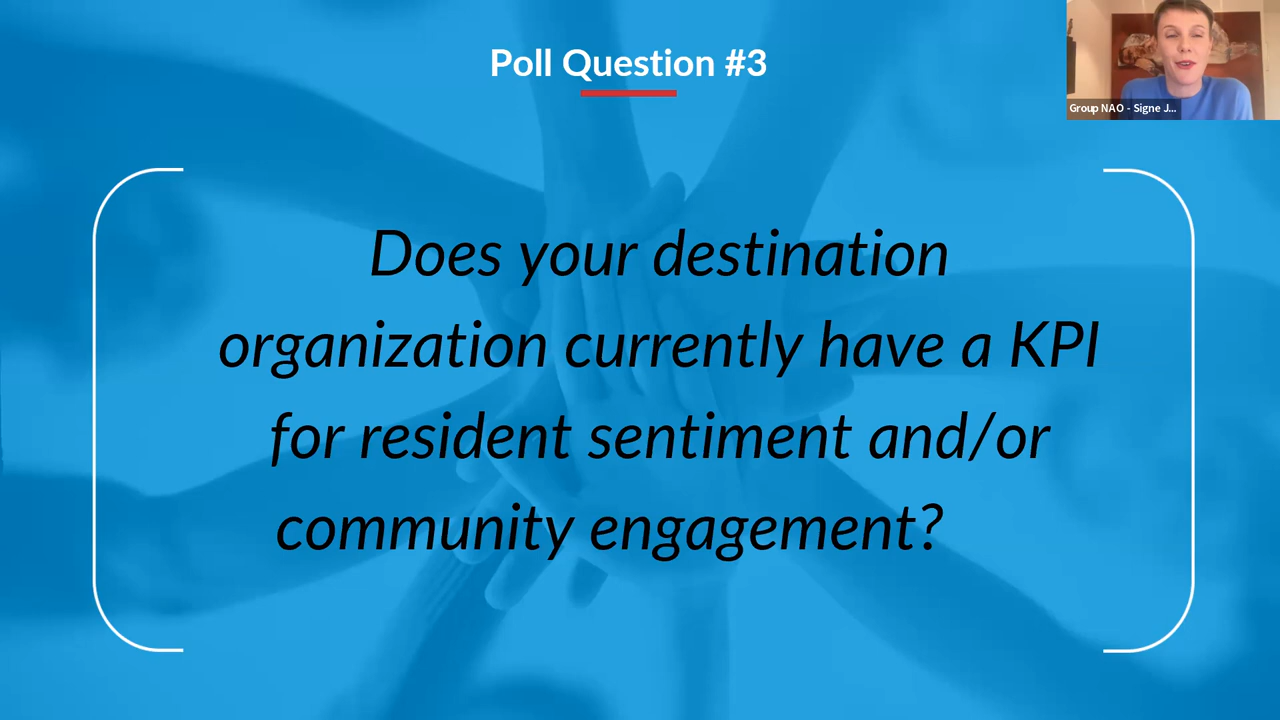 Poll Question #3
Group NAO - Signe J...
Does your destination
organization currently have a KPI
for resident sentiment and/or
community engagement?